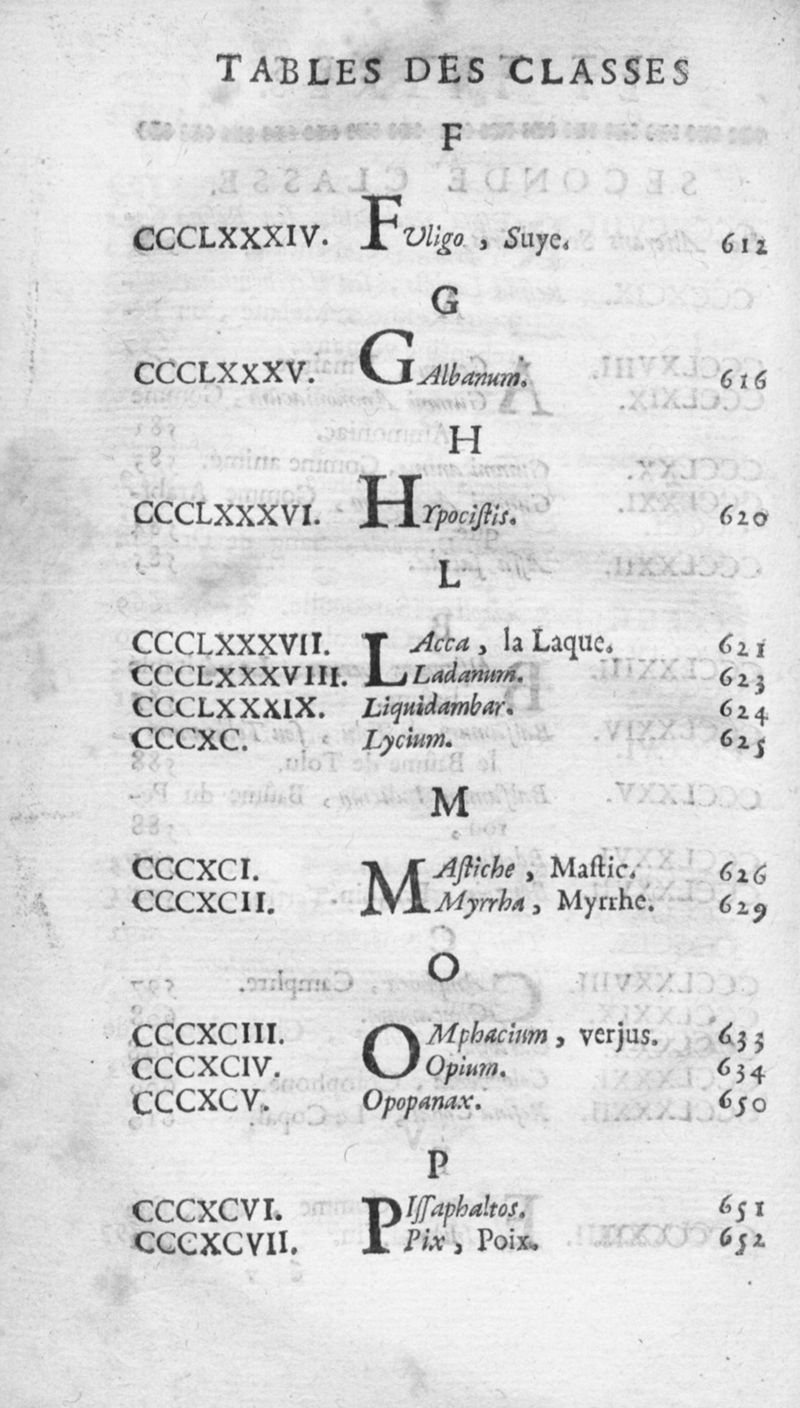 TABLES DES CLASSES
F
CCCLXXXIV. FVligo, Suye. 612
G
CCCLXXXV. GAlbanum. 616
H
CCCLXXXVI. HYpociſtis. 620
L
CCCLXXXVII. LAcca, la Laque. 621
CCCLXXXVIII. Ladanum. 623
CCCLXXXIX. Liquidambar. 624
CCCXC. Lycium. 625
M
CCCXCI. MAſtiche, Maſtic. 626
CCCXCII. Myrrha, Myrrhe. 629
O
CCCXCIII. OMphacium, verjus. 633
CCCXCIV. Opium. 634
CCCXCV. Opopanax. 650
P
CCCXCVI. PIſſaphaltos. 651
CCCXCVII. Pix, Poix. 652